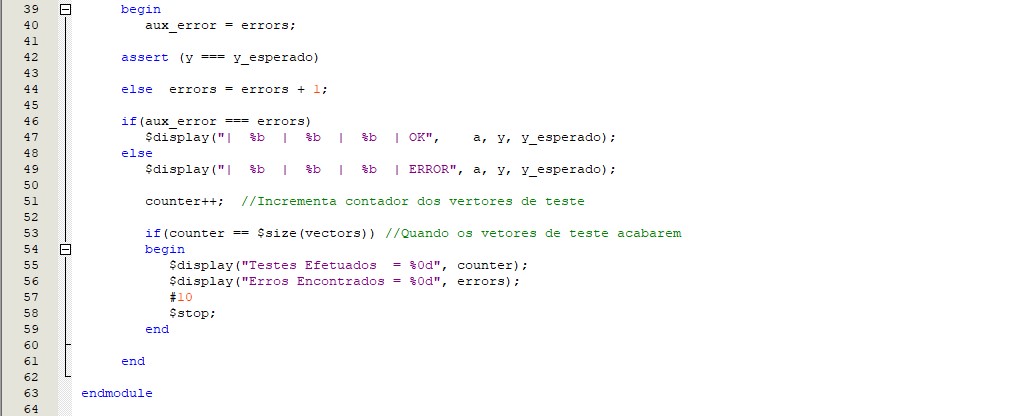 39 begin
40 aux_error = errors;
41
42 assert (y === y_esperado)
43
44 else errors = errors + 1;
45
46 if(aux_error === errors)
47 $display("| %b | %b | %b | OK", a, y, y_esperado);
48 else
49 $display("| %b | %b | %b | ERROR", a, y, y_esperado);
50
51 counter++; //Incrementa contador dos vertores de teste
52
53 if(counter == $size(vectors)) //Quando os vetores de teste acabarem
54 begin
55 $display("Testes Efetuados = %0d", counter);
56 $display("Erros Encontrados = %0d", errors);
57 #10
58 $stop;
59 end
60
61 end
62
63 endmodule
64